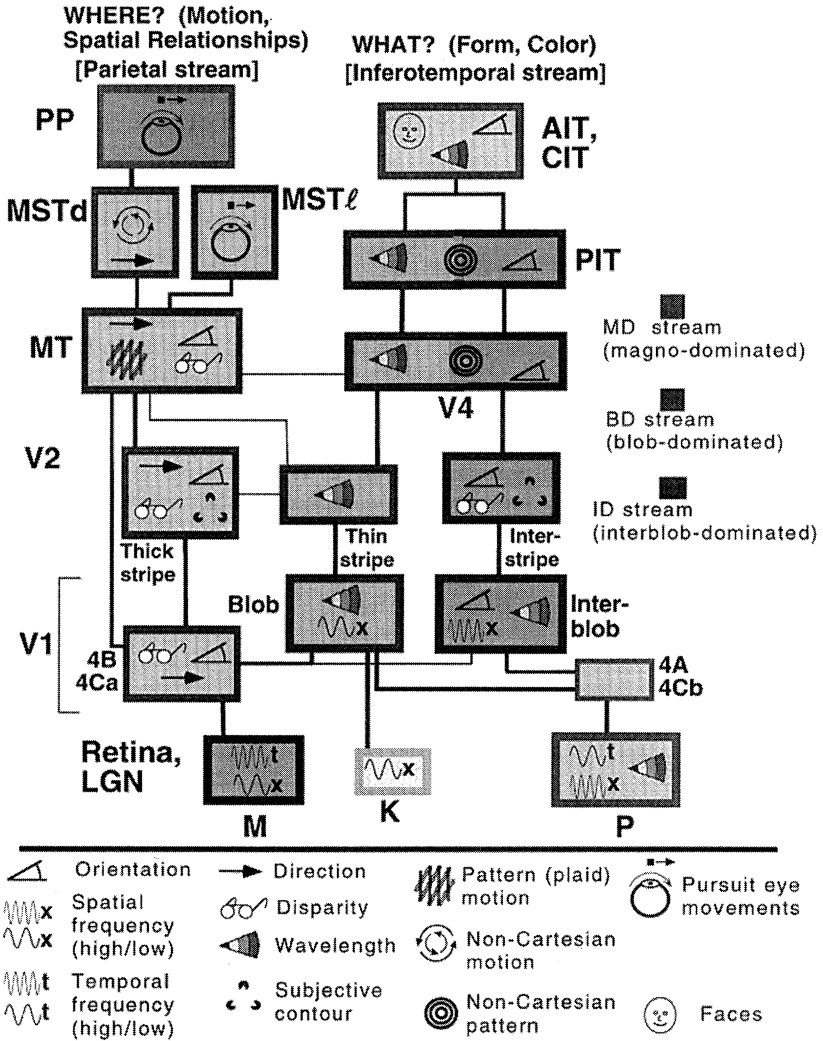 WHERE? (Motion,
Spatial Relationships)
[Parietal stream]
WHAT? (Form, Color)
[Inferotemporal stream]
PP
AIT,
CIT
MSTd
MSTℓ
PIT
MT
V4
MD stream
(magno-dominated)
BD stream
(blob-dominated)
ID stream
(interblob-dominated)
V2
Thick
stripe
Thin
stripe
Inter-
stripe
V1
Blob
x
x
Inter-
blob
4B
4Ca
4A
4Cb
Retina,
LGN
t
x
M
x
K
t
x
P
Orientation
Direction
Pattern (plaid)
motion
Pursuit eye
movements
x
x
Spatial
frequency
(high/low)
Disparity
Wavelength
Non-Cartesian
motion
t
t
Temporal
frequency
(high/low)
Subjective
contour
Non-Cartesian
pattern
Faces